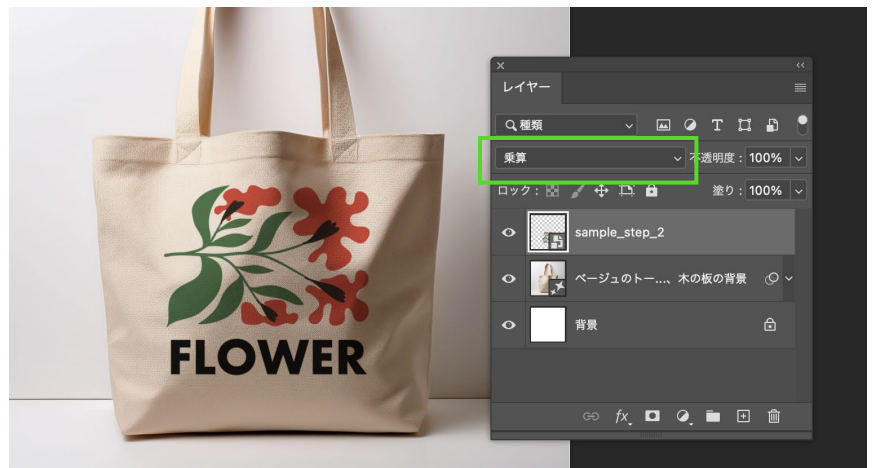 レイヤー
種類
乗算
不透明度: 100%
ロック:
塗り: 100%
sample_step_2
ベージュのトー...、木の板の背景
背景
fx
FLOWER